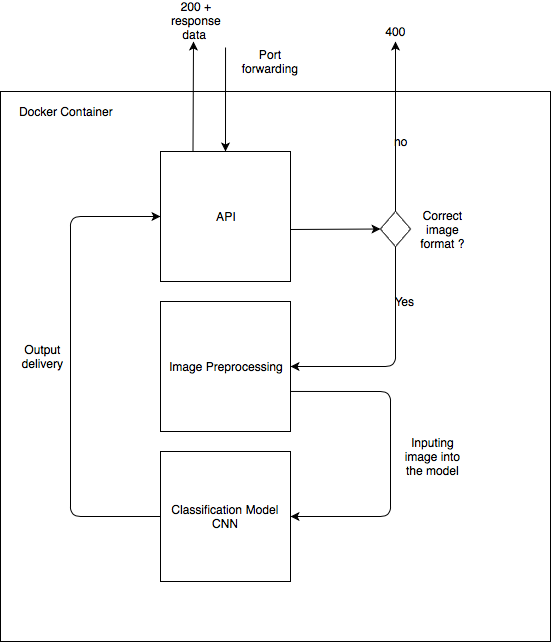 200 +
response
data
Port
forwarding
400
Docker Container
no
API
Correct
image
format ?
Yes
Output
delivery
Image Preprocessing
Inputing
image into
the model
Classification Model
CNN